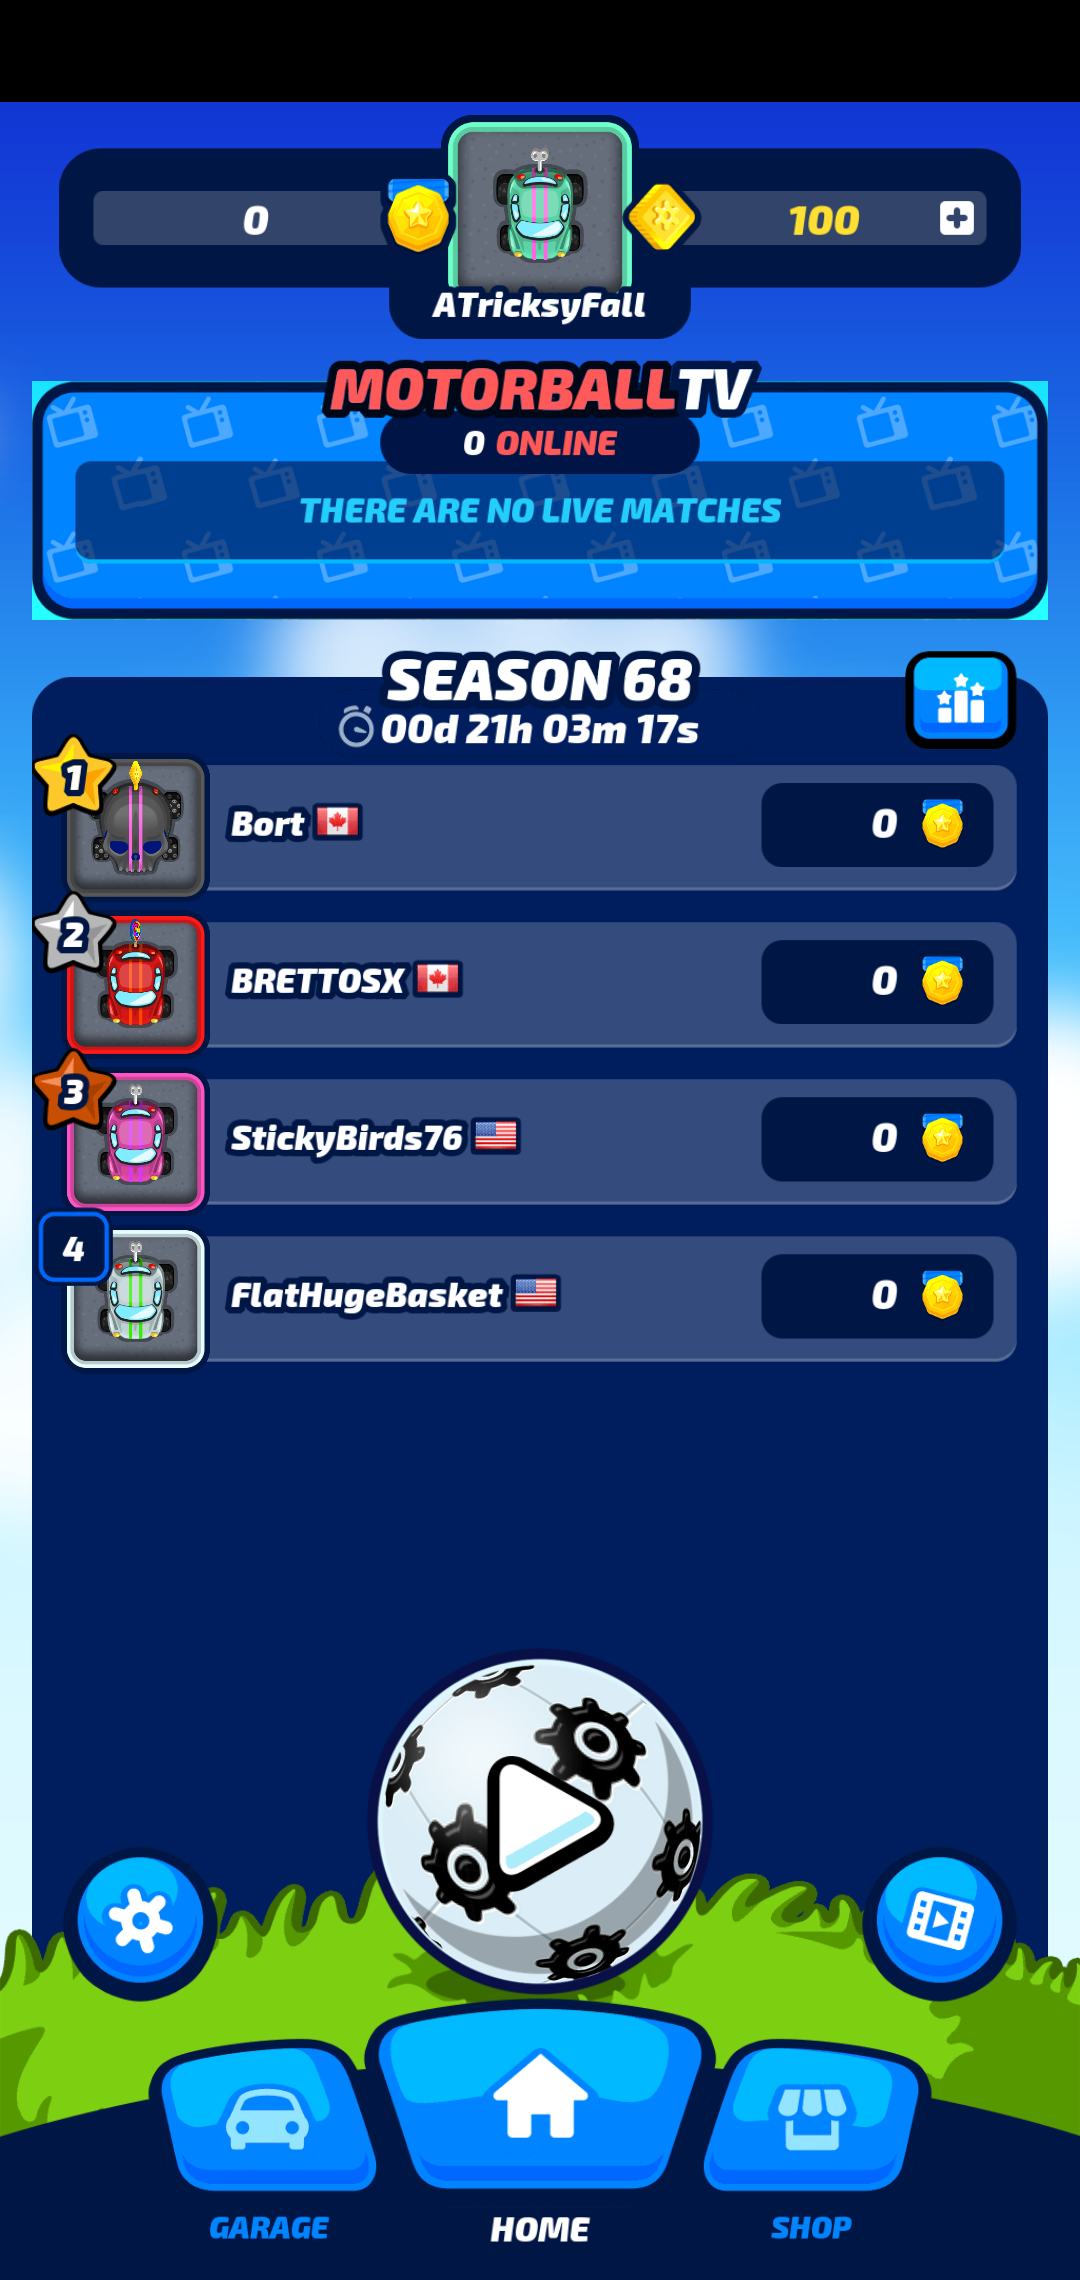 0
100
ATricksyFall
MOTORBALLTV
0 ONLINE
THERE ARE NO LIVE MATCHES
SEASON 68
00d 21h 03m 17s
1
Bort
0
2
BRETTOSX
0
3
StickyBirds76
0
4
FlatHugeBasket
0
GARAGE
HOME
SHOP